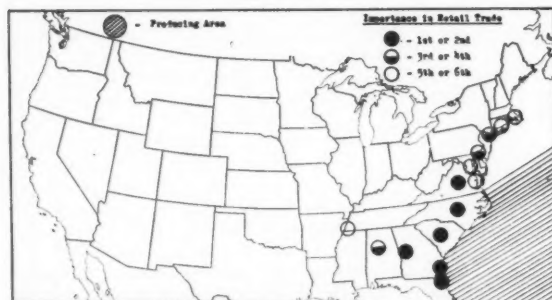 - Producing Area
Importance in Retail Trade
- 1st or 2nd
- 3rd or 4th
- 5th or 6th